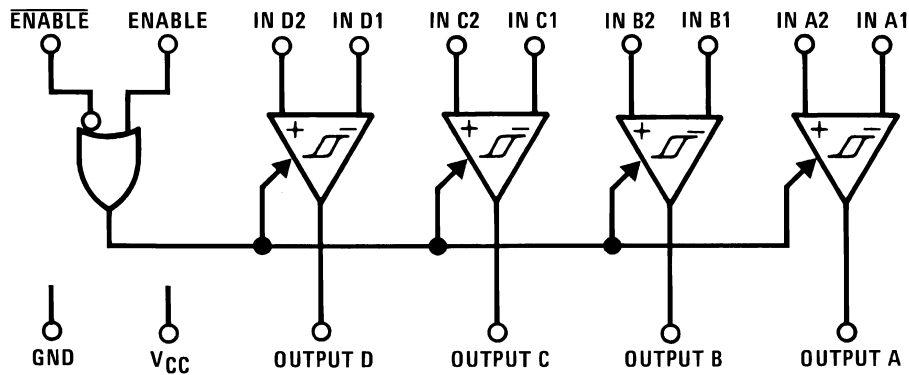 ENABLE ENABLE IN D2 IN D1 IN C2 IN C1 IN B2 IN B1 IN A2 IN A1
+ − + − + − + −
GND VCC OUTPUT D OUTPUT C OUTPUT B OUTPUT A